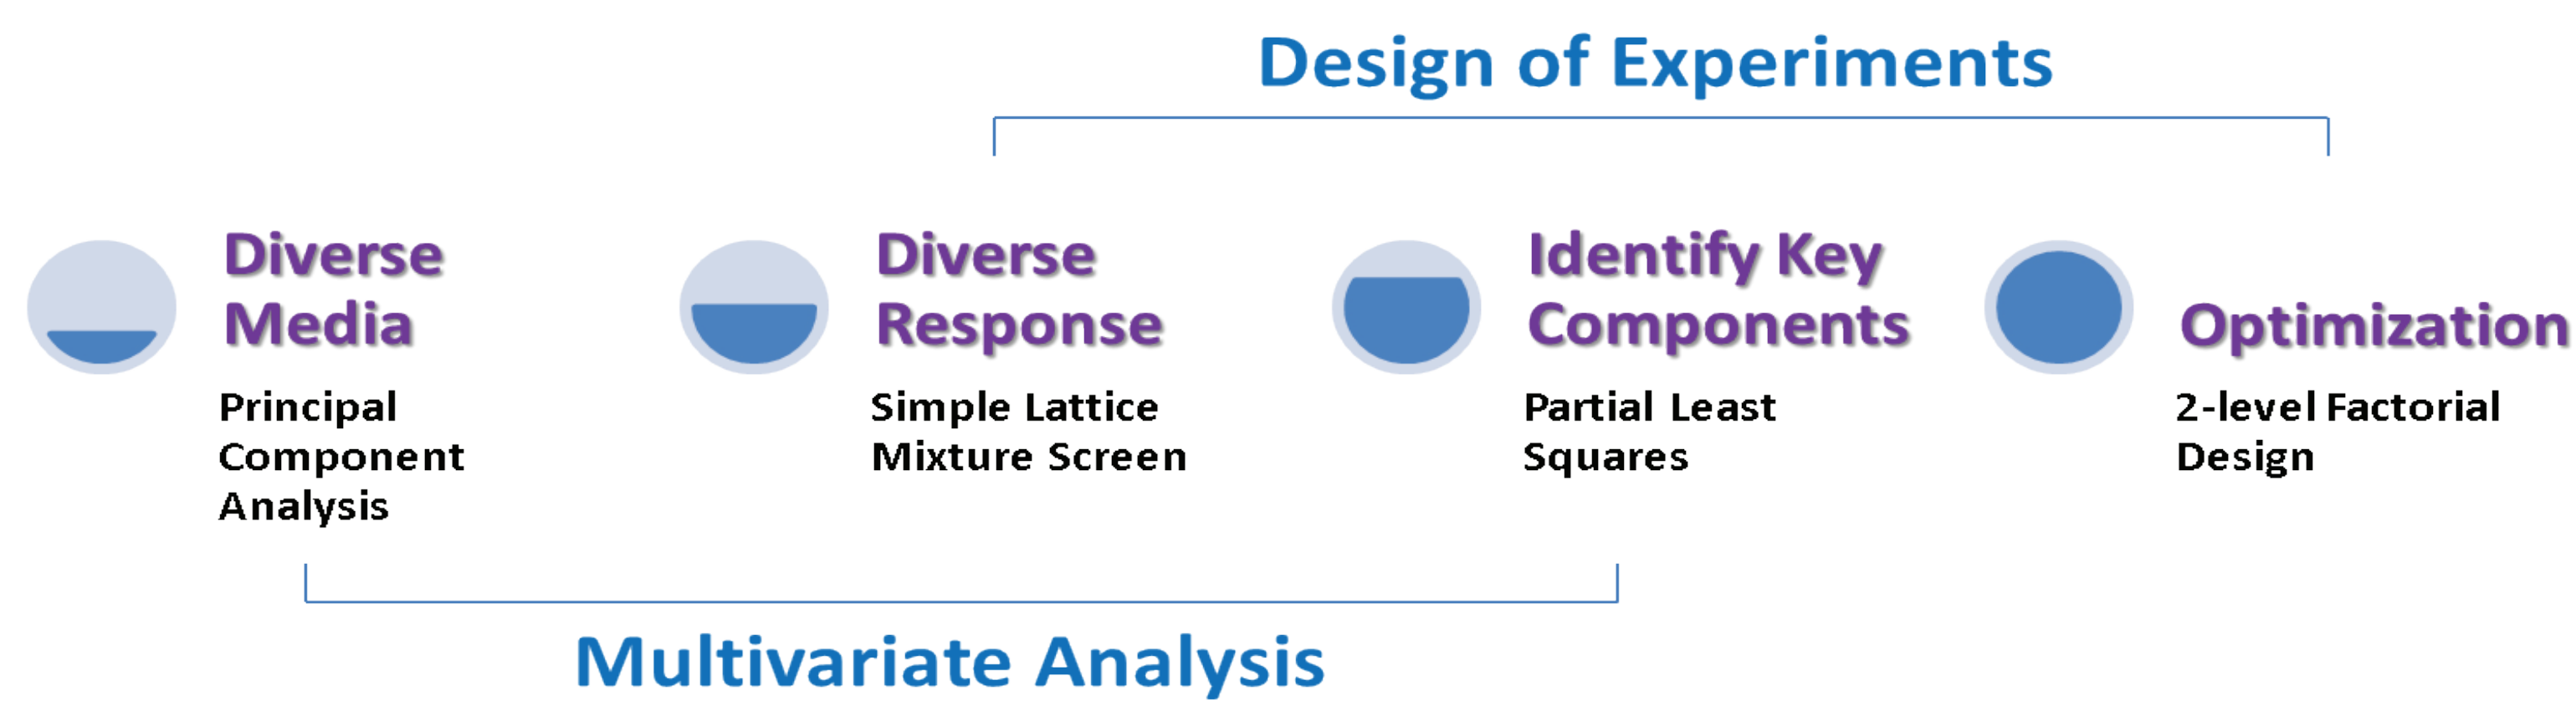 Design of Experiments
Diverse
Media
Principal
Component
Analysis
Diverse
Response
Simple Lattice
Mixture Screen
Identify Key
Components
Partial Least
Squares
Optimization
2-level Factorial
Design
Multivariate Analysis